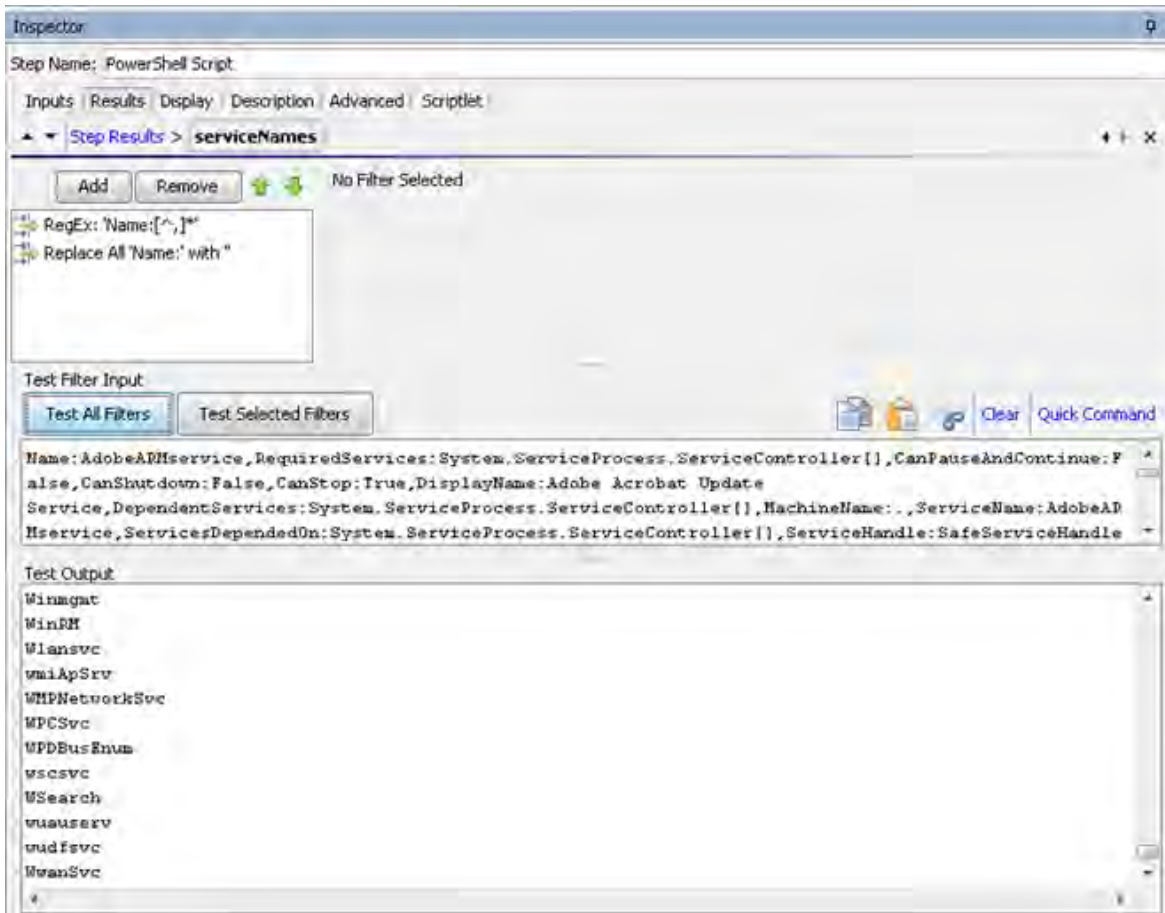 Inspector
Step Name: PowerShell Script
Inputs Results Display Description Advanced Scriptlet
Step Results > serviceNames
Add Remove No Filter Selected
RegEx: 'Name:[^,]*'
Replace All 'Name:' with ''
Test Filter Input
Test All Filters Test Selected Filters Clear Quick Command
Name:AdobeARMservice,RequiredServices:System.ServiceProcess.ServiceController[],CanPauseAndContinue:F
alse,CanShutdown:False,CanStop:True,DisplayName:Adobe Acrobat Update
Service,DependentServices:System.ServiceProcess.ServiceController[],MachineName:.,ServiceName:AdobeAR
Mservice,ServicesDependedOn:System.ServiceProcess.ServiceController[],ServiceHandle:SafeServiceHandle
Test Output
Winmgmt
WinRM
Wlansvc
wmiApSrv
WMPNetworkSvc
WPCSvc
WPDBusEnum
wscsvc
WSearch
wuauserv
wudfsvc
WwanSvc